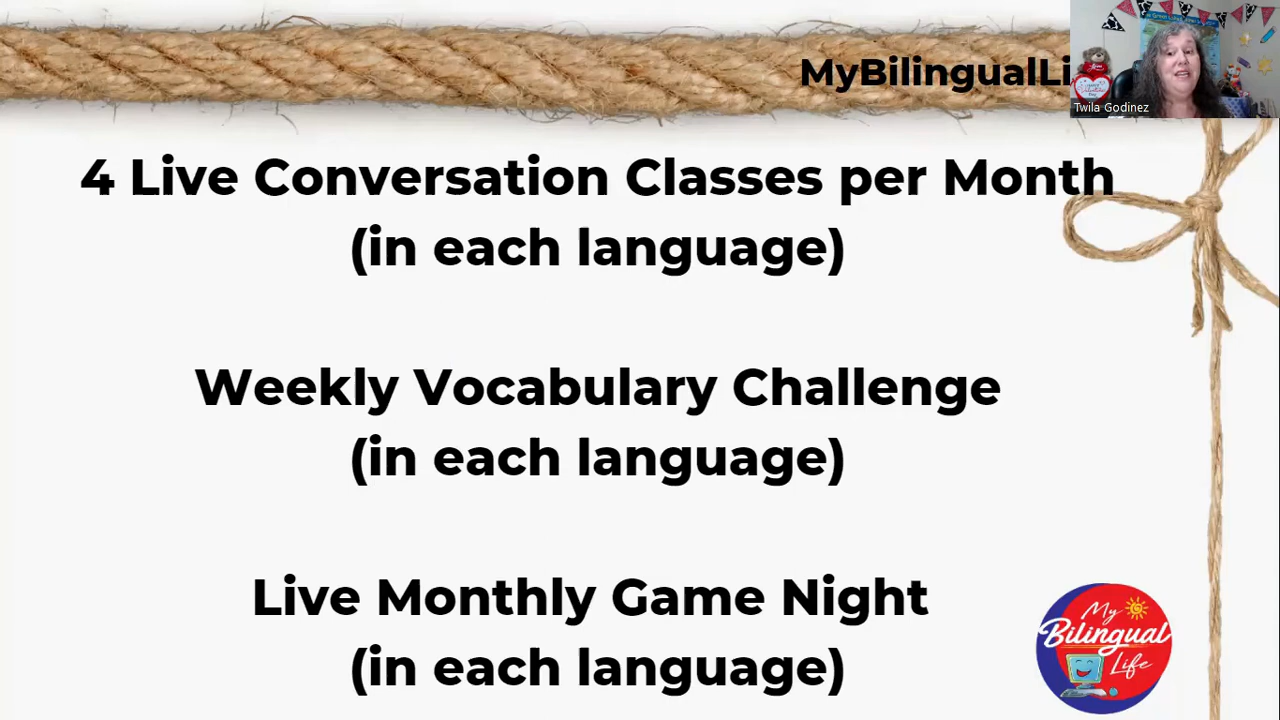 MyBilingualLi
Twila Godinez
4 Live Conversation Classes per Month
(in each language)
Weekly Vocabulary Challenge
(in each language)
Live Monthly Game Night
(in each language)
My
Bilingual
Life